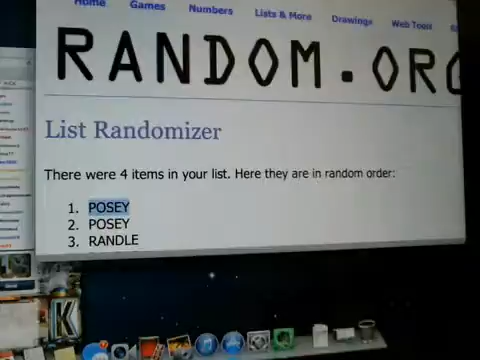 Home Games Numbers Lists & More Drawings Web Tools
RANDOM.ORG
List Randomizer
There were 4 items in your list. Here they are in random order:
1. POSEY
2. POSEY
3. RANDLE
K